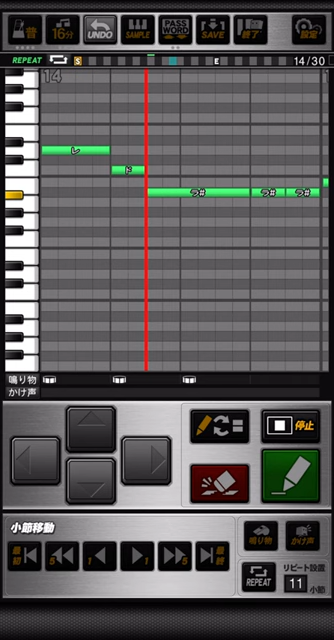 昔 16分 UNDO SAMPLE PASS WORD SAVE 終了 設定
REPEAT S E 14/30
14
レ
ド
ラ# ラ# ラ#
鳴り物
かけ声
停止
小節移動
鳴り物 かけ声
最初 5 1 1 5 最終
REPEAT リピート設置 11 小節